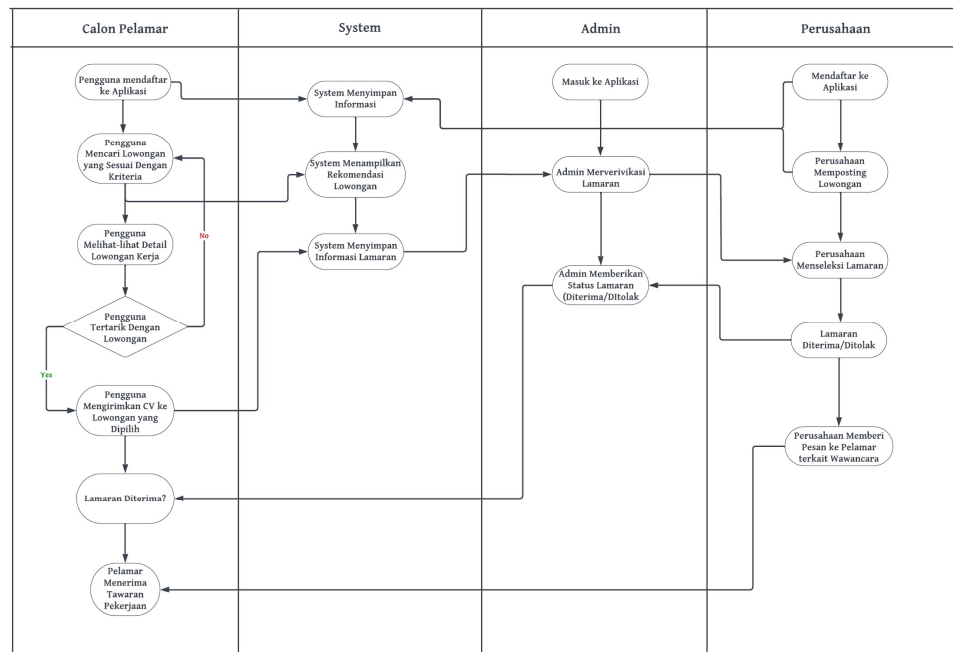 Calon Pelamar
System
Admin
Perusahaan
Pengguna mendaftar
ke Aplikasi
Pengguna
Mencari Lowongan
yang Sesuai Dengan
Kriteria
Pengguna
Melihat-lihat Detail
Lowongan Kerja
No
Pengguna
Tertarik Dengan
Lowongan
Yes
Pengguna
Mengirimkan CV ke
Lowongan yang
Dipilih
Lamaran Diterima?
Pelamar
Menerima
Tawaran
Pekerjaan
System Menyimpan
Informasi
System Menampilkan
Rekomendasi
Lowongan
System Menyimpan
Informasi Lamaran
Masuk ke Aplikasi
Admin Merverivikasi
Lamaran
Admin Memberikan
Status Lamaran
(Diterima/DItolak
Mendaftar ke
Aplikasi
Perusahaan
Memposting
Lowongan
Perusahaan
Menseleksi Lamaran
Lamaran
Diterima/Ditolak
Perusahaan Memberi
Pesan ke Pelamar
terkait Wawancara